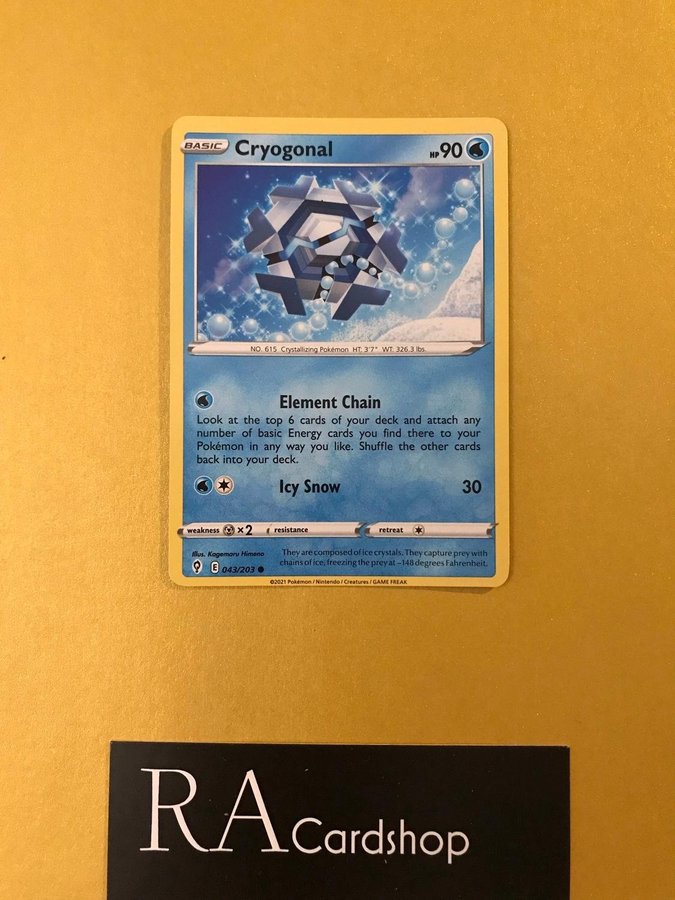 BASIC Cryogonal HP 90
NO. 615 Crystallizing Pokémon HT: 3'7" WT: 326.3 lbs.
Element Chain
Look at the top 6 cards of your deck and attach any
number of basic Energy cards you find there to your
Pokémon in any way you like. Shuffle the other cards
back into your deck.
Icy Snow 30
weakness ×2 resistance retreat
Illus. Kagemaru Himeno
They are composed of ice crystals. They capture prey with
chains of ice, freezing the prey at −148 degrees Fahrenheit.
E 043/203
©2021 Pokémon / Nintendo / Creatures / GAME FREAK
RA Cardshop